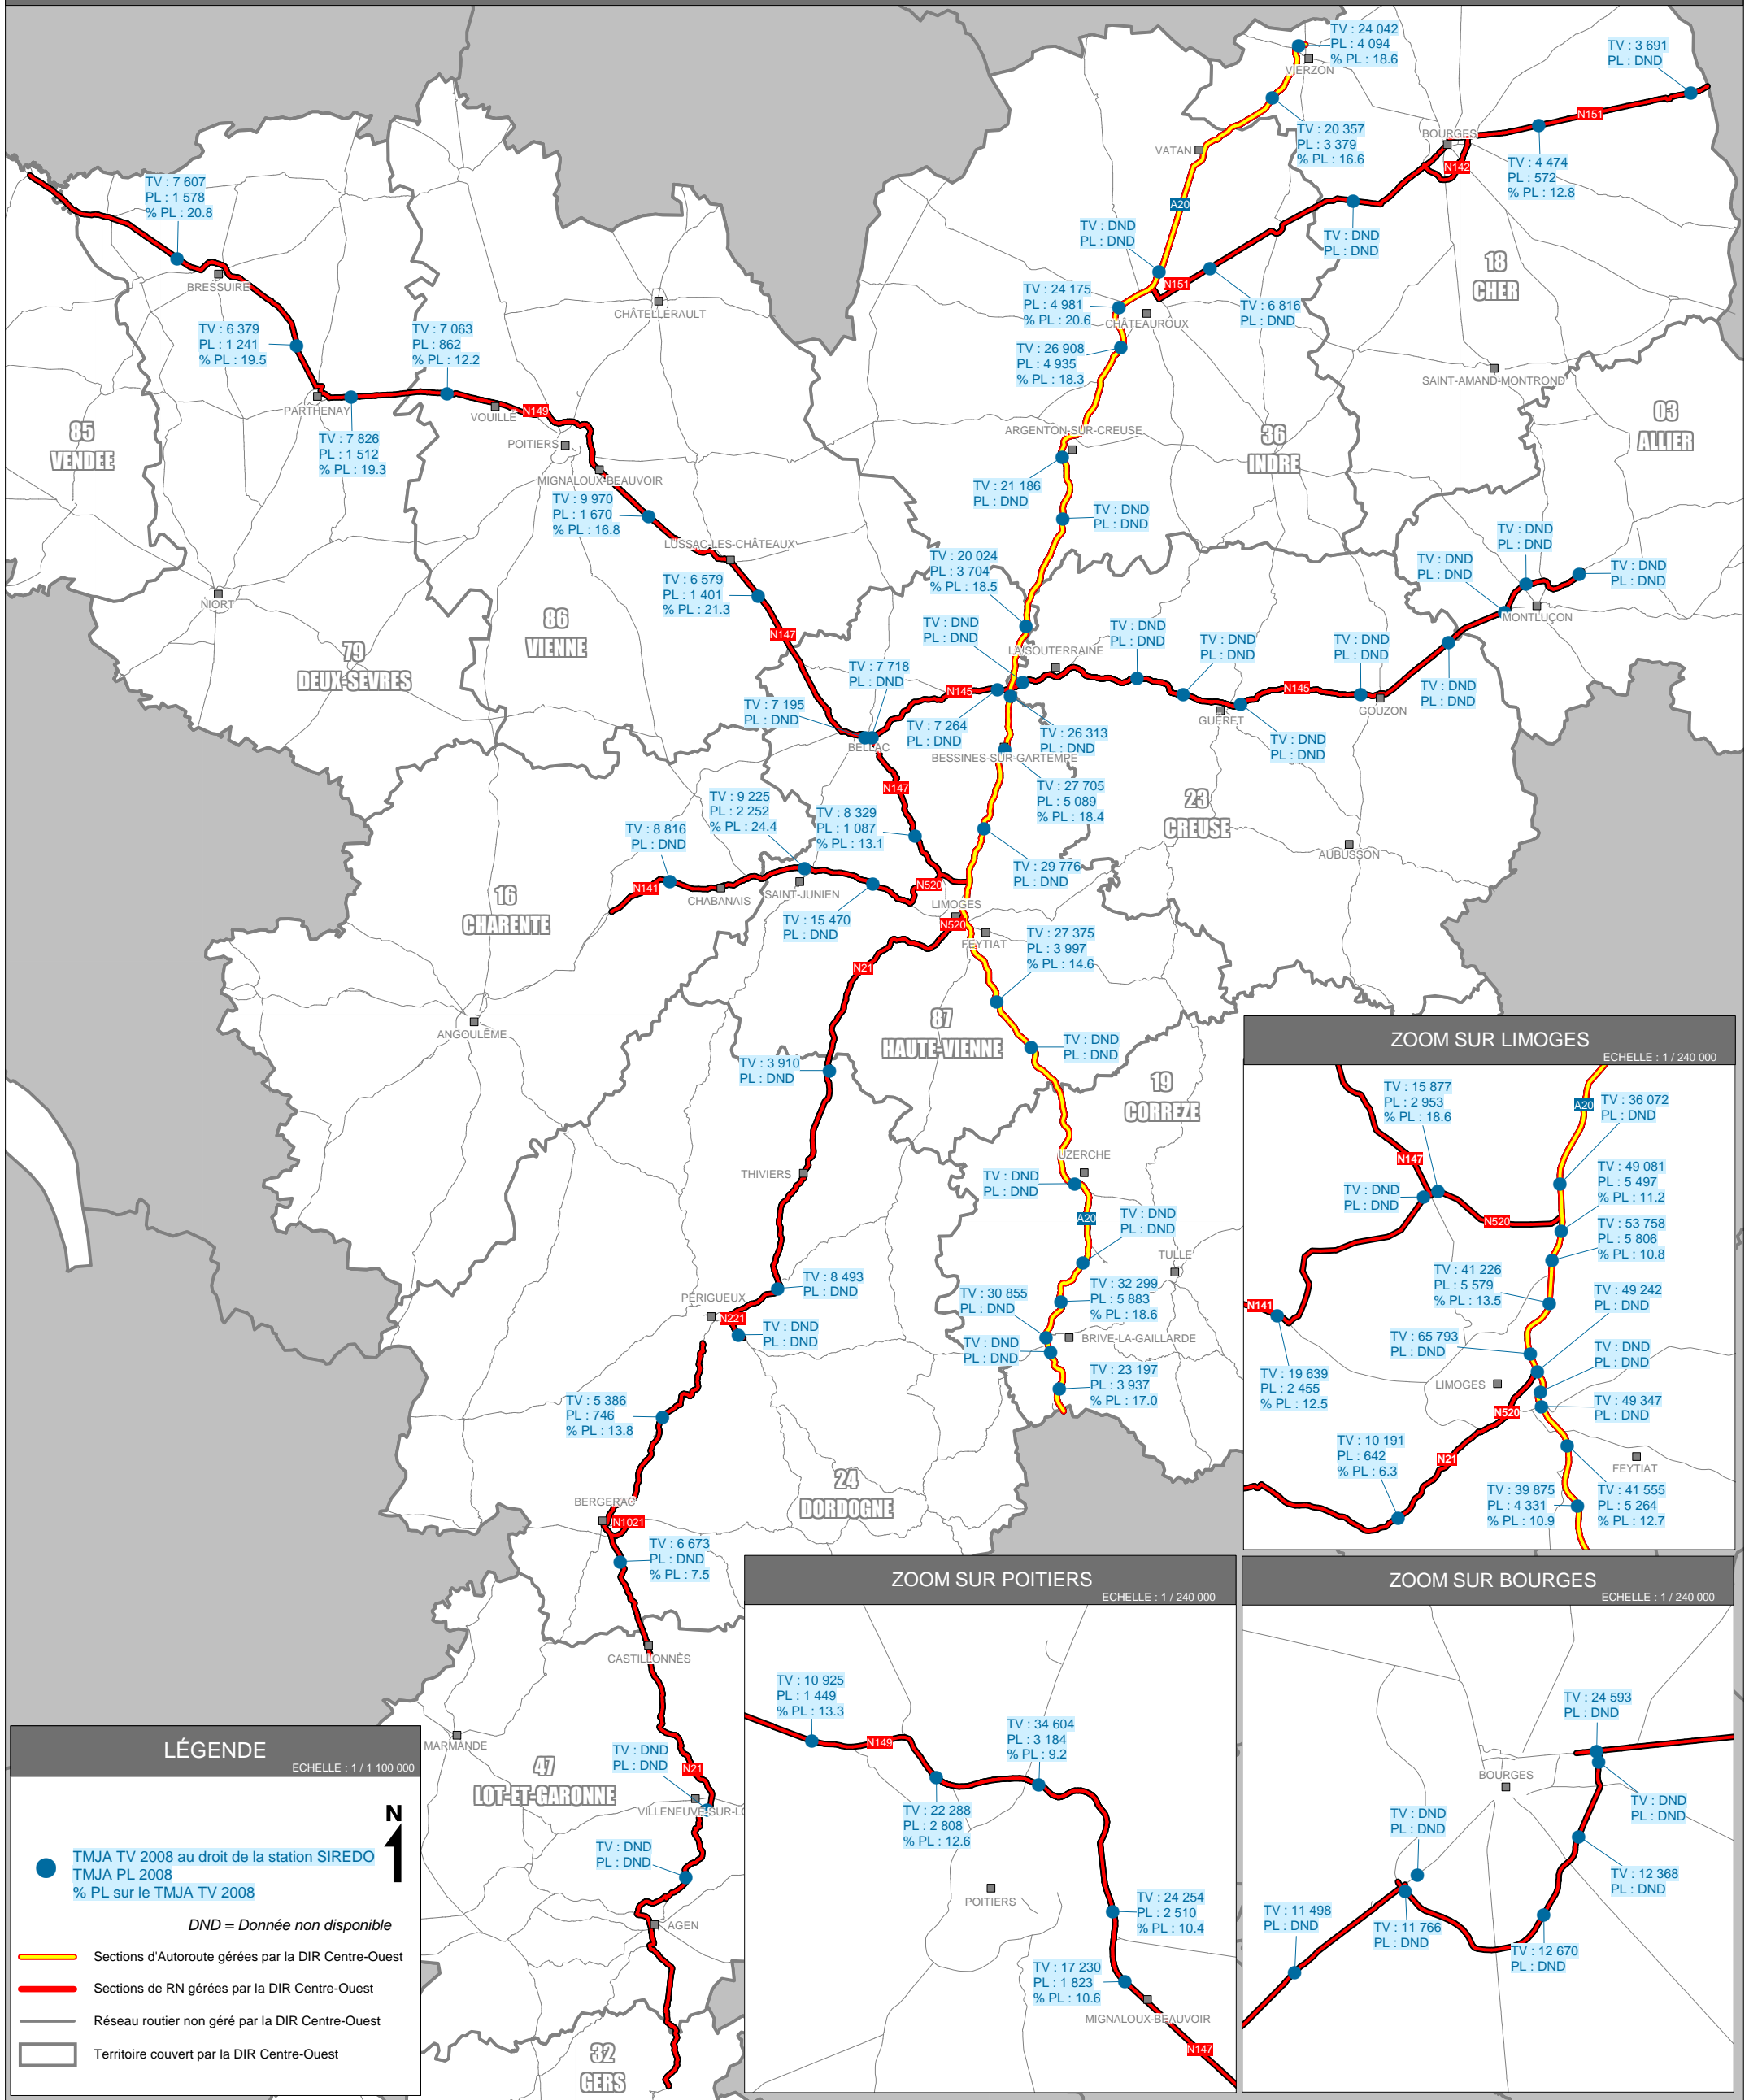 TV : 24 042
PL : 4 094
% PL : 18.6
VIERZON
TV : 3 691
PL : DND
N151
TV : 20 357
PL : 3 379
% PL : 16.6
VATAN
BOURGES
N142
TV : 4 474
PL : 572
% PL : 12.8
TV : 7 607
PL : 1 578
% PL : 20.8
A20
TV : DND
PL : DND
TV : DND
PL : DND
BRESSUIRE
18
CHER
N151
TV : 24 175
PL : 4 981
% PL : 20.6
TV : 6 816
PL : DND
CHÂTELLERAULT
CHÂTEAUROUX
TV : 6 379
PL : 1 241
% PL : 19.5
TV : 7 063
PL : 862
% PL : 12.2
TV : 26 908
PL : 4 935
% PL : 18.3
SAINT-AMAND-MONTROND
PARTHENAY
VOUILLÉ
N149
85
VENDEE
03
ALLIER
TV : 7 826
PL : 1 512
% PL : 19.3
POITIERS
ARGENTON-SUR-CREUSE
36
INDRE
MIGNALOUX-BEAUVOIR
TV : 9 970
PL : 1 670
% PL : 16.8
TV : 21 186
PL : DND
TV : DND
PL : DND
LUSSAC-LES-CHÂTEAUX
TV : DND
PL : DND
TV : 20 024
PL : 3 704
% PL : 18.5
TV : DND
PL : DND
TV : DND
PL : DND
TV : 6 579
PL : 1 401
% PL : 21.3
NIORT
MONTLUÇON
86
VIENNE
N147
TV : DND
PL : DND
TV : DND
PL : DND
TV : DND
PL : DND
TV : DND
PL : DND
79
DEUX-SEVRES
LA SOUTERRAINE
TV : 7 718
PL : DND
N145
N145
TV : DND
PL : DND
TV : 7 195
PL : DND
GUÉRET
GOUZON
TV : 7 264
PL : DND
TV : 26 313
PL : DND
TV : DND
PL : DND
BELLAC
BESSINES-SUR-GARTEMPE
N147
TV : 27 705
PL : 5 089
% PL : 18.4
23
CREUSE
TV : 9 225
PL : 2 252
% PL : 24.4
TV : 8 329
PL : 1 087
% PL : 13.1
TV : 8 816
PL : DND
AUBUSSON
TV : 29 776
PL : DND
N141
CHABANAIS
SAINT-JUNIEN
N520
16
CHARENTE
LIMOGES
TV : 15 470
PL : DND
N520
FEYTIAT
TV : 27 375
PL : 3 997
% PL : 14.6
N21
ANGOULÊME
87
HAUTE-VIENNE
TV : DND
PL : DND
TV : 3 910
PL : DND
19
CORREZE
UZERCHE
THIVIERS
TV : DND
PL : DND
A20
TV : DND
PL : DND
TULLE
TV : 8 493
PL : DND
TV : 30 855
PL : DND
TV : 32 299
PL : 5 883
% PL : 18.6
PÉRIGUEUX
N221
TV : DND
PL : DND
BRIVE-LA-GAILLARDE
TV : DND
PL : DND
TV : 23 197
PL : 3 937
% PL : 17.0
TV : 5 386
PL : 746
% PL : 13.8
24
DORDOGNE
BERGERAC
N1021
TV : 6 673
PL : DND
% PL : 7.5
CASTILLONNÈS
MARMANDE
TV : DND
PL : DND
N21
47
LOT-ET-GARONNE
VILLENEUVE-SUR-LO
TV : DND
PL : DND
AGEN
32
GERS
ZOOM SUR LIMOGES
ECHELLE : 1 / 240 000
TV : 15 877
PL : 2 953
% PL : 18.6
A20
TV : 36 072
PL : DND
N147
TV : 49 081
PL : 5 497
% PL : 11.2
TV : DND
PL : DND
N520
TV : 53 758
PL : 5 806
% PL : 10.8
TV : 41 226
PL : 5 579
% PL : 13.5
TV : 49 242
PL : DND
N141
TV : 65 793
PL : DND
TV : DND
PL : DND
TV : 19 639
PL : 2 455
% PL : 12.5
LIMOGES
N520
TV : 49 347
PL : DND
TV : 10 191
PL : 642
% PL : 6.3
N21
FEYTIAT
TV : 39 875
PL : 4 331
% PL : 10.9
TV : 41 555
PL : 5 264
% PL : 12.7
ZOOM SUR POITIERS
ECHELLE : 1 / 240 000
TV : 10 925
PL : 1 449
% PL : 13.3
N149
TV : 34 604
PL : 3 184
% PL : 9.2
TV : 22 288
PL : 2 808
% PL : 12.6
POITIERS
TV : 24 254
PL : 2 510
% PL : 10.4
TV : 17 230
PL : 1 823
% PL : 10.6
MIGNALOUX-BEAUVOIR
N147
ZOOM SUR BOURGES
ECHELLE : 1 / 240 000
TV : 24 593
PL : DND
BOURGES
TV : DND
PL : DND
TV : DND
PL : DND
TV : 12 368
PL : DND
TV : 11 498
PL : DND
TV : 11 766
PL : DND
TV : 12 670
PL : DND
LÉGENDE
ECHELLE : 1 / 1 100 000
N
TMJA TV 2008 au droit de la station SIREDO
TMJA PL 2008
% PL sur le TMJA TV 2008
DND = Donnée non disponible
Sections d'Autoroute gérées par la DIR Centre-Ouest
Sections de RN gérées par la DIR Centre-Ouest
Réseau routier non géré par la DIR Centre-Ouest
Territoire couvert par la DIR Centre-Ouest